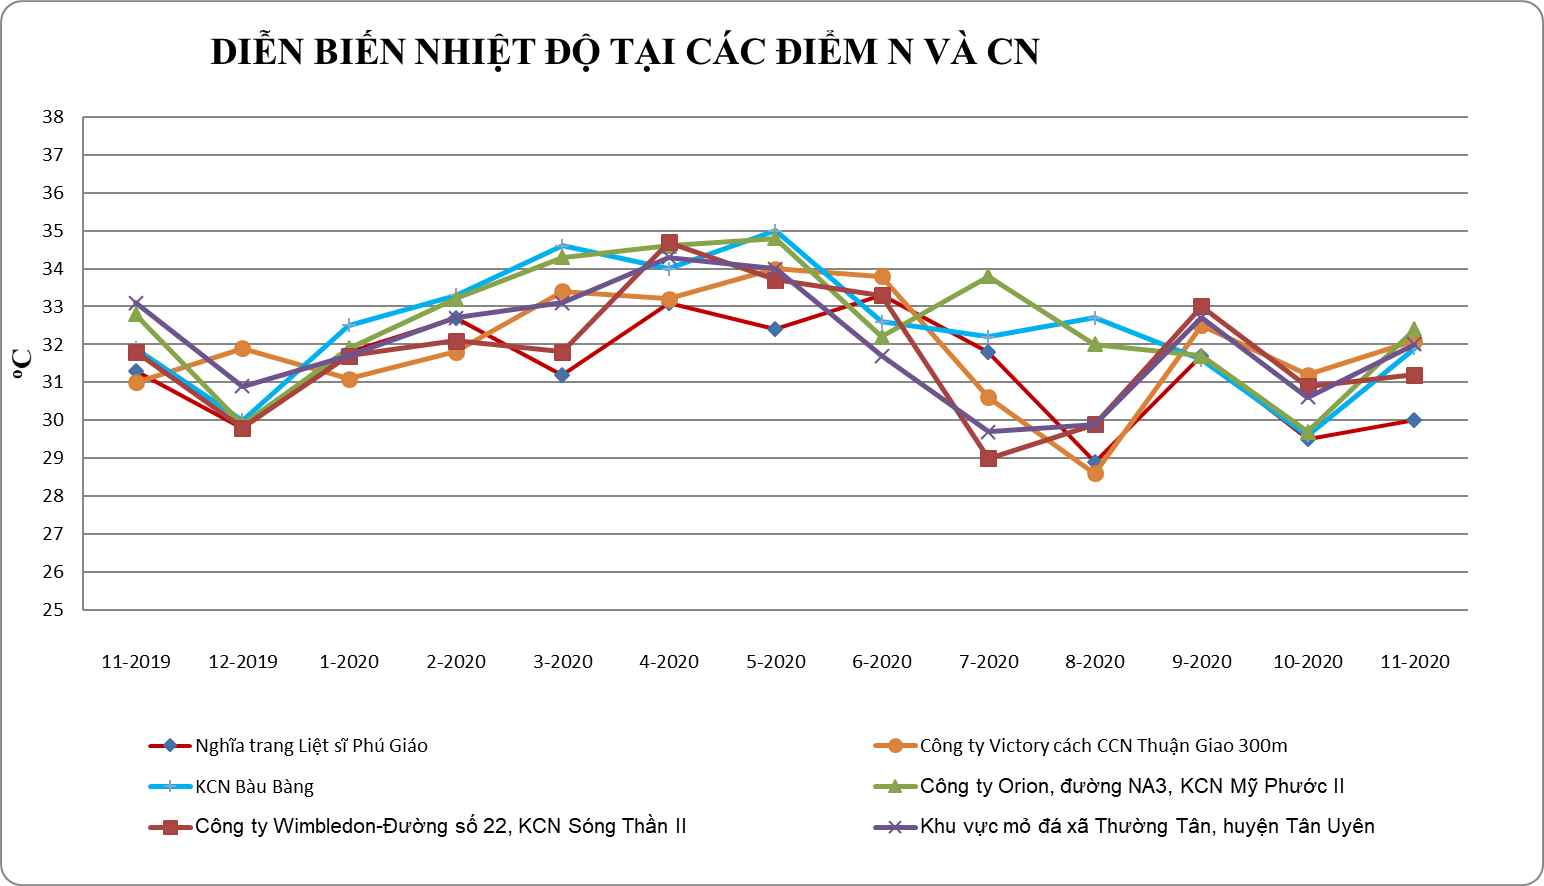 DIỄN BIẾN NHIỆT ĐỘ TẠI CÁC ĐIỂM N VÀ CN
38
37
36
35
34
33
32
31
30
29
28
27
26
25
ºC
11-2019 12-2019 1-2020 2-2020 3-2020 4-2020 5-2020 6-2020 7-2020 8-2020 9-2020 10-2020 11-2020
Nghĩa trang Liệt sĩ Phú Giáo Công ty Victory cách CCN Thuận Giao 300m
KCN Bàu Bàng Công ty Orion, đường NA3, KCN Mỹ Phước II
Công ty Wimbledon-Đường số 22, KCN Sóng Thần II Khu vực mỏ đá xã Thường Tân, huyện Tân Uyên